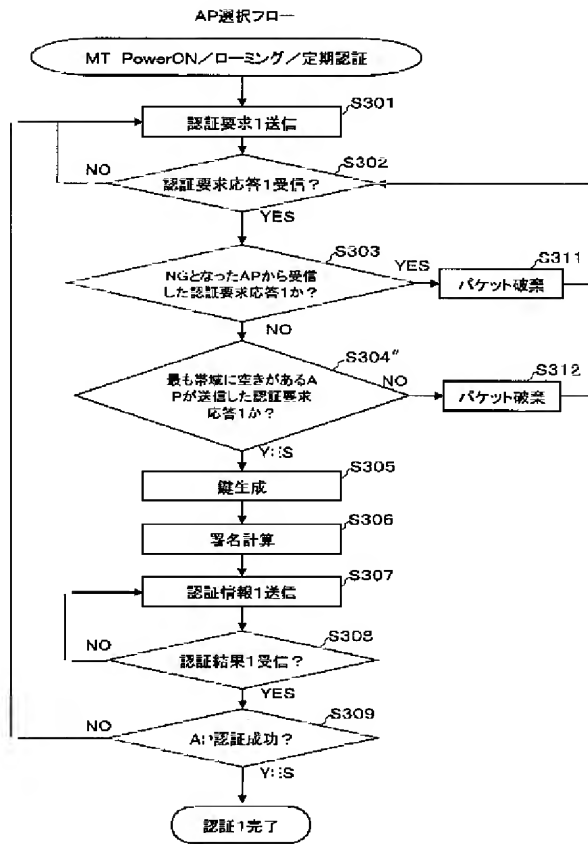 AP選択フロー
MT PowerON／ローミング／定期認証
S301
認証要求1送信
S302
NO
認証要求応答1受信？
YES
S303
NGとなったAPから受信
した認証要求応答1か？
YES
S311
パケット破棄
NO
S304"
最も帯域に空きがあるA
Pが送信した認証要求
応答1か？
NO
S312
パケット破棄
YES
S305
鍵生成
S306
署名計算
S307
認証情報1送信
S308
NO
認証結果1受信？
YES
S309
NO
AP認証成功？
YES
認証1完了